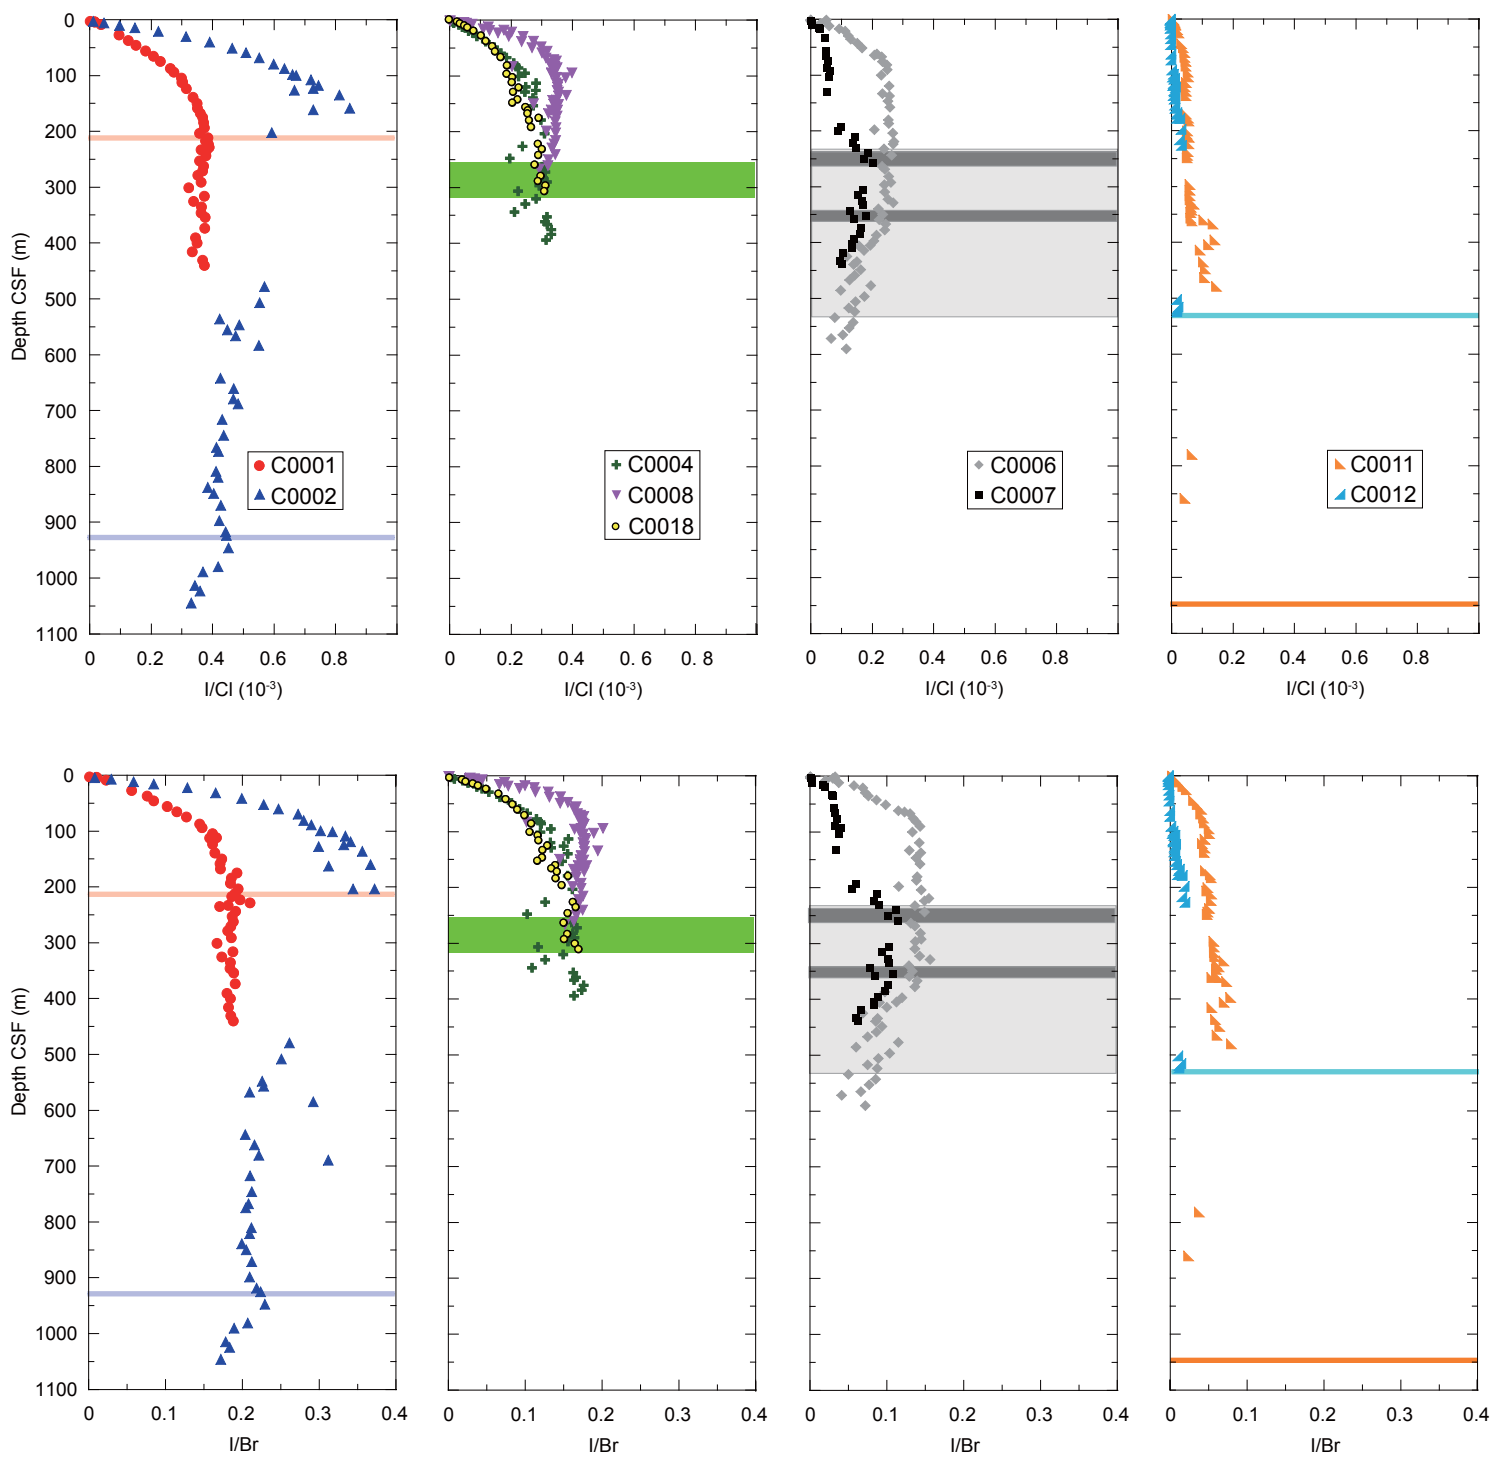 0
100
200
300
400
500
600
700
800
900
1000
1100
Depth CSF (m)
C0001
C0002
0 0.2 0.4 0.6 0.8
I/Cl (10-3)
C0004
C0008
C0018
0 0.2 0.4 0.6 0. 8
I/Cl (10-3)
C0006
C0007
0 0.2 0.4 0.6 0. 8
I/Cl (10-3)
C0011
C0012
0 0.2 0.4 0.6 0. 8
I/Cl (10-3)
0
100
200
300
400
500
600
700
800
900
1000
1100
Depth CSF (m)
0 0.1 0.2 0.3 0.4
I/Br
0 0.1 0.2 0.3 0.4
I/Br
0 0.1 0.2 0.3 0.4
I/Br
0 0.1 0.2 0.3 0.4
I/Br